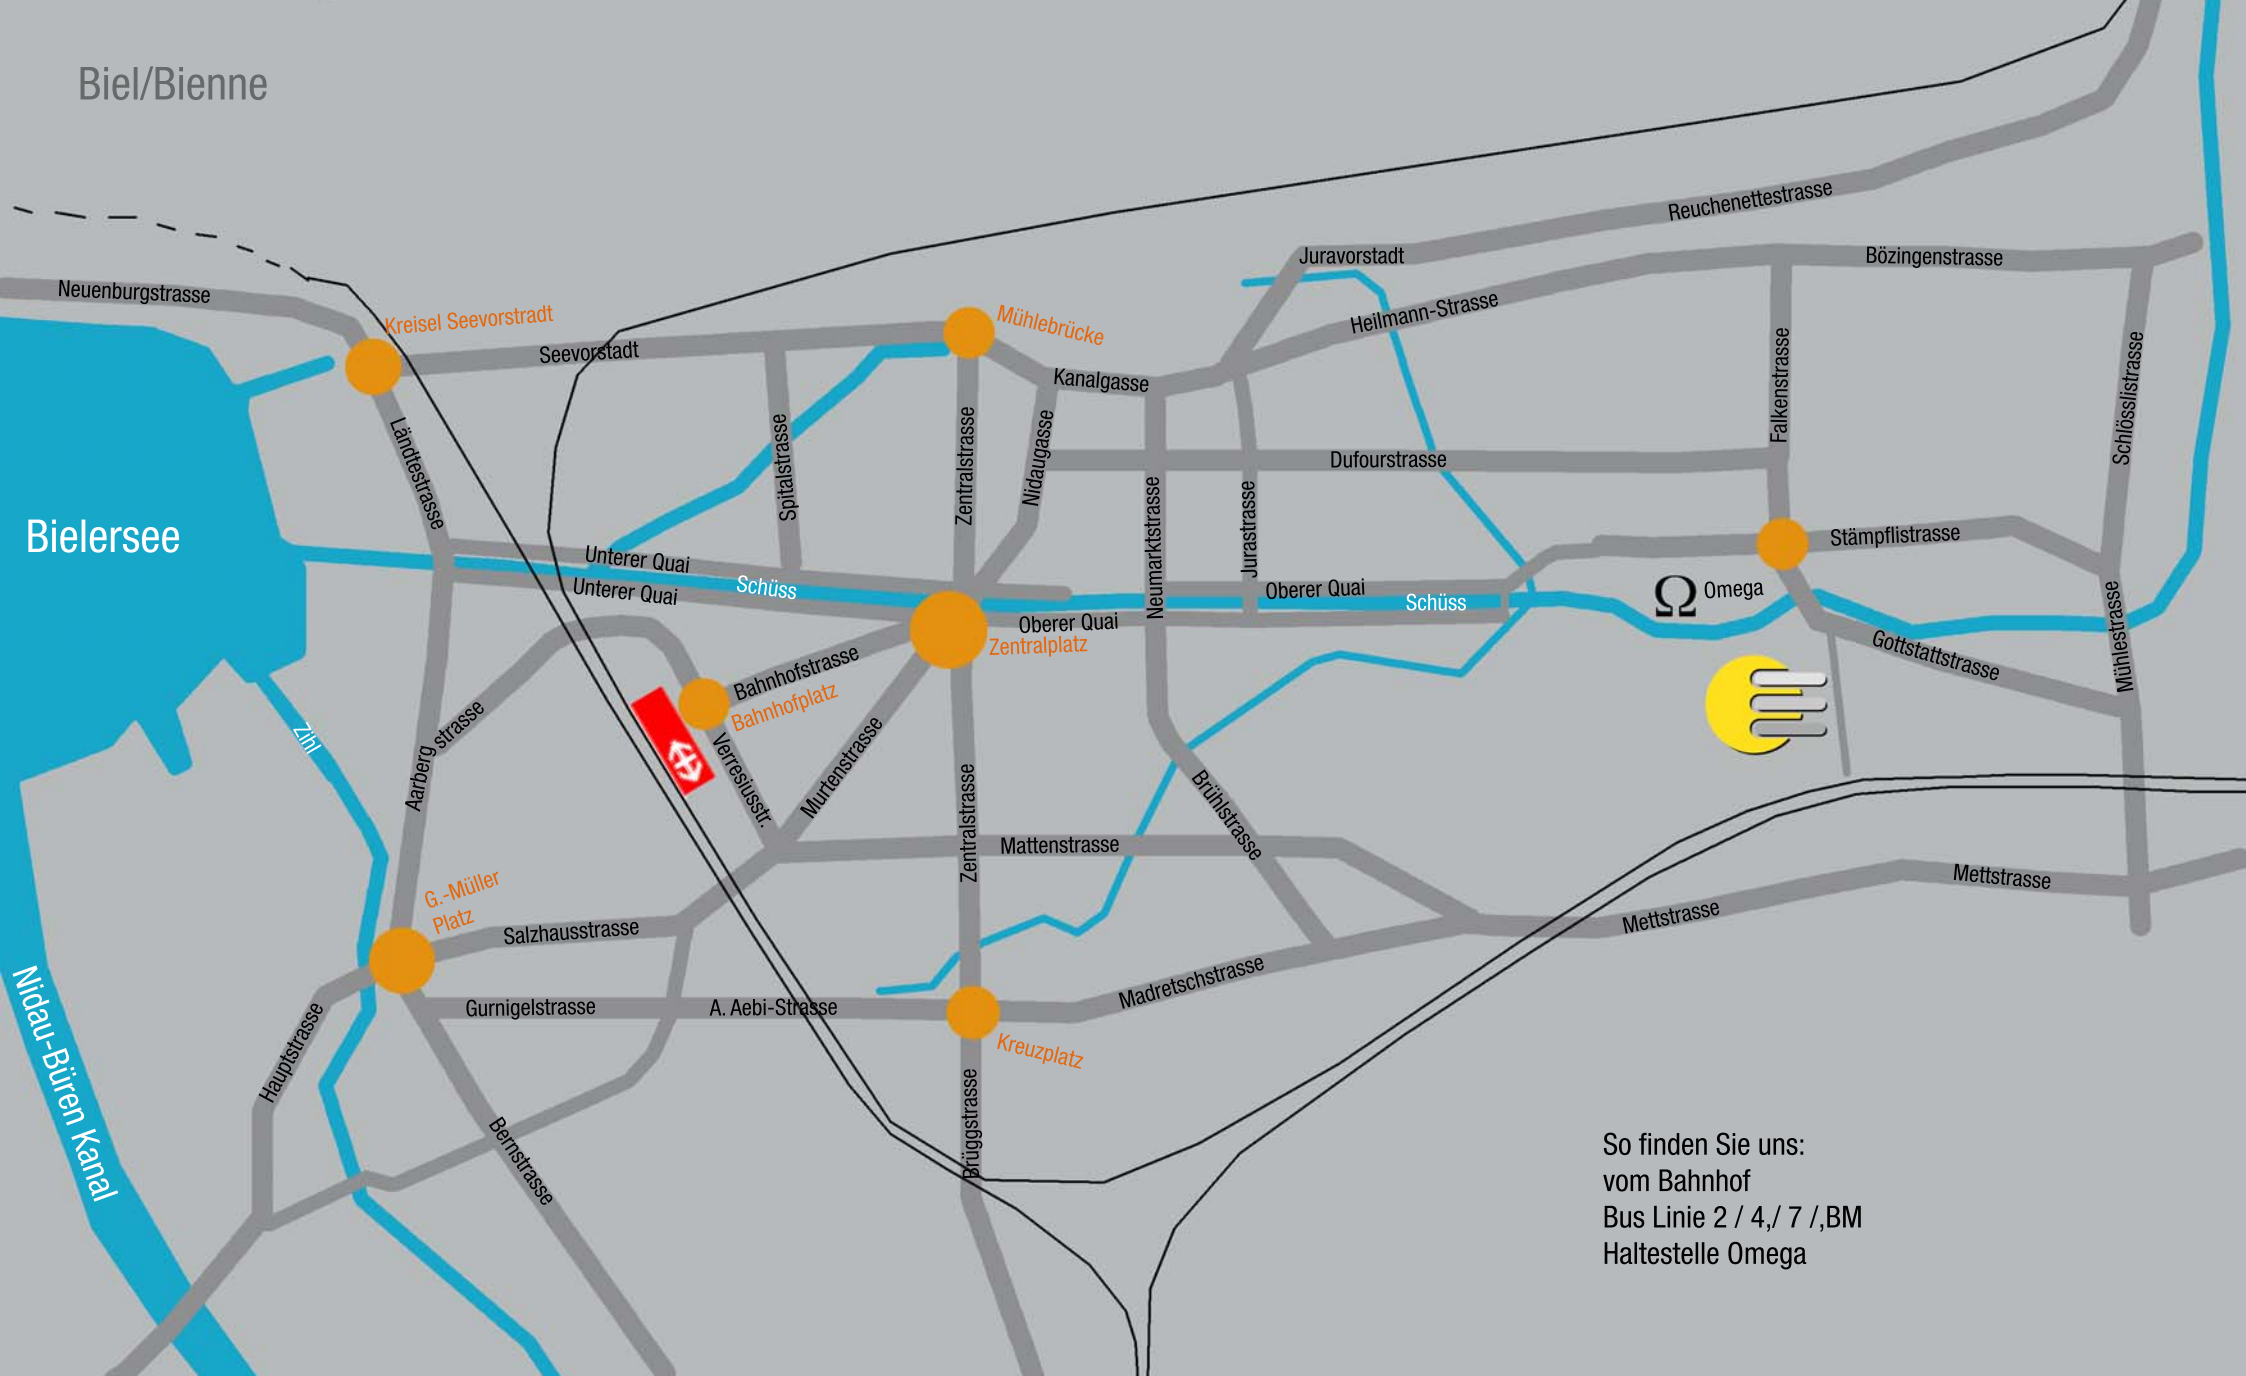 Biel/Bienne
Reuchenettestrasse
Juravorstadt
Bözingenstrasse
Neuenburgstrasse
Kreisel Seevorstradt
Mühlebrücke
Heilmann-Strasse
Seevorstadt
Kanalgasse
Falkenstrasse
Schlösslistrasse
Ländtestrasse
Spitalstrasse
Zentralstrasse
Nidaugasse
Dufourstrasse
Neumarktstrasse
Jurastrasse
Bielersee
Stämpflistrasse
Unterer Quai
Schüss
Unterer Quai
Oberer Quai
Schüss
Ω Omega
Oberer Quai
Zentralplatz
Mühlestrasse
Gottstattstrasse
Bahnhofstrasse
Bahnhofplatz
Zihl
Aarberg strasse
Verresiusstr.
Murtenstrasse
Zentralstrasse
Brühlstrasse
Mattenstrasse
Mettstrasse
Mettstrasse
G.-Müller
Platz
Salzhausstrasse
Madretschstrasse
Gurnigelstrasse
A. Aebi-Strasse
Kreuzplatz
Hauptstrasse
Nidau-Büren Kanal
Bernstrasse
Brüggstrasse
So finden Sie uns:
vom Bahnhof
Bus Linie 2 / 4,/ 7 /,BM
Haltestelle Omega